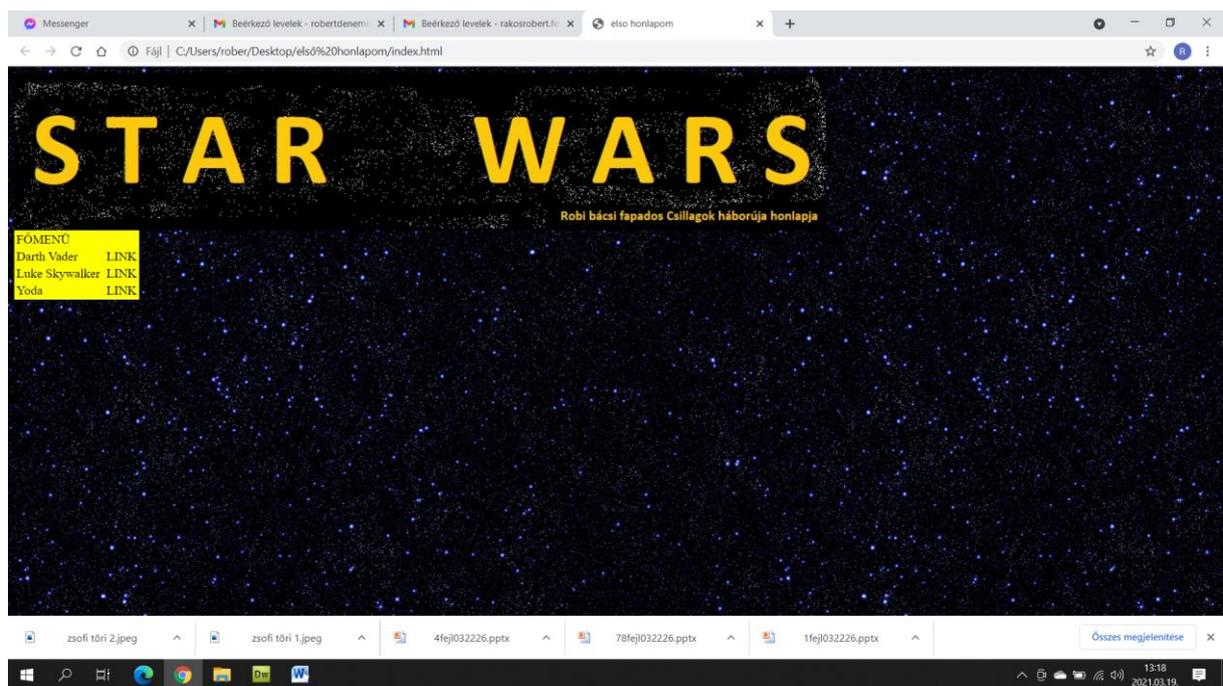 Messenger
Beérkező levelek - robertdenem
Beérkező levelek - rakosrobert.fe
elso honlapom
Fájl | C:/Users/rober/Desktop/első%20honlapom/index.html
R
STAR WARS
Robi bácsi fapados Csillagok háborúja honlapja
FŐMENÜ
Darth Vader LINK
Luke Skywalker LINK
Yoda LINK
zsofi töri 2.jpeg
zsofi töri 1.jpeg
4fejl032226.pptx
78fejl032226.pptx
1fejl032226.pptx
Összes megjelenítése
Dw
W
13:18
2021.03.19.